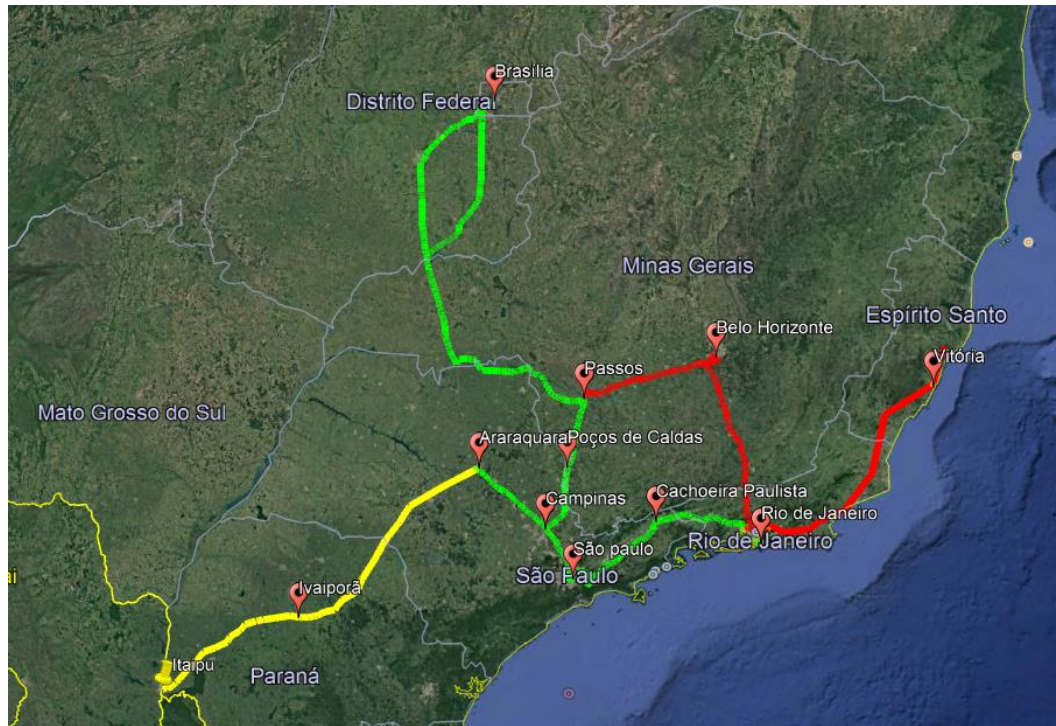 Brasília
Distrito Federal
Minas Gerais
Espírito Santo
Belo Horizonte
Vitória
Passos
Mato Grosso do Sul
Araraquara
Poços de Caldas
Campinas
Cachoeira Paulista
Rio de Janeiro
Rio de Janeiro
São paulo
São Paulo
Ivaiporã
Itaipu
Paraná